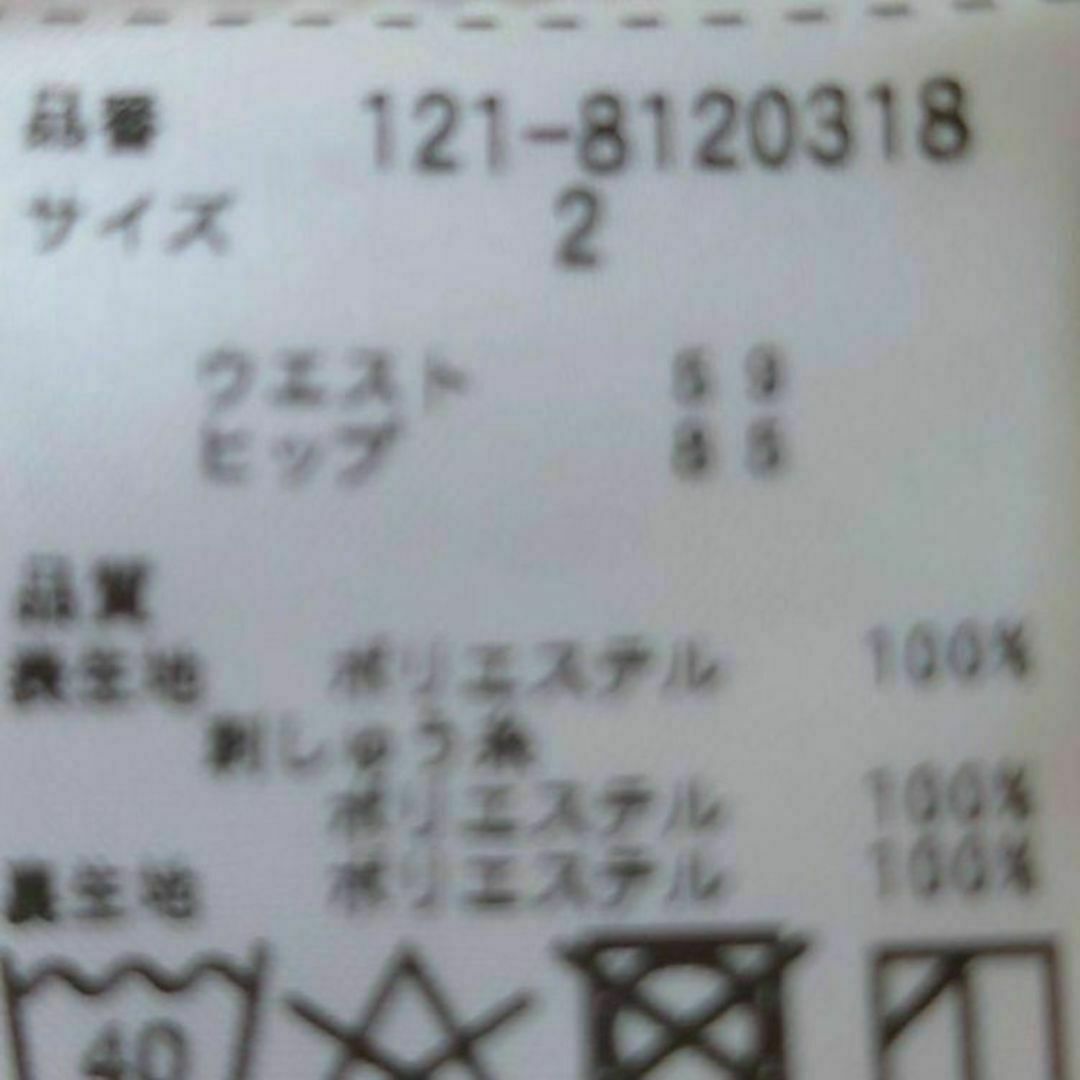 品番 121-8120318
サイズ 2
ウエスト 59
ヒップ 85
品質
表生地 ポリエステル 100%
刺しゅう糸
ポリエステル 100%
裏生地 ポリエステル 100%
40